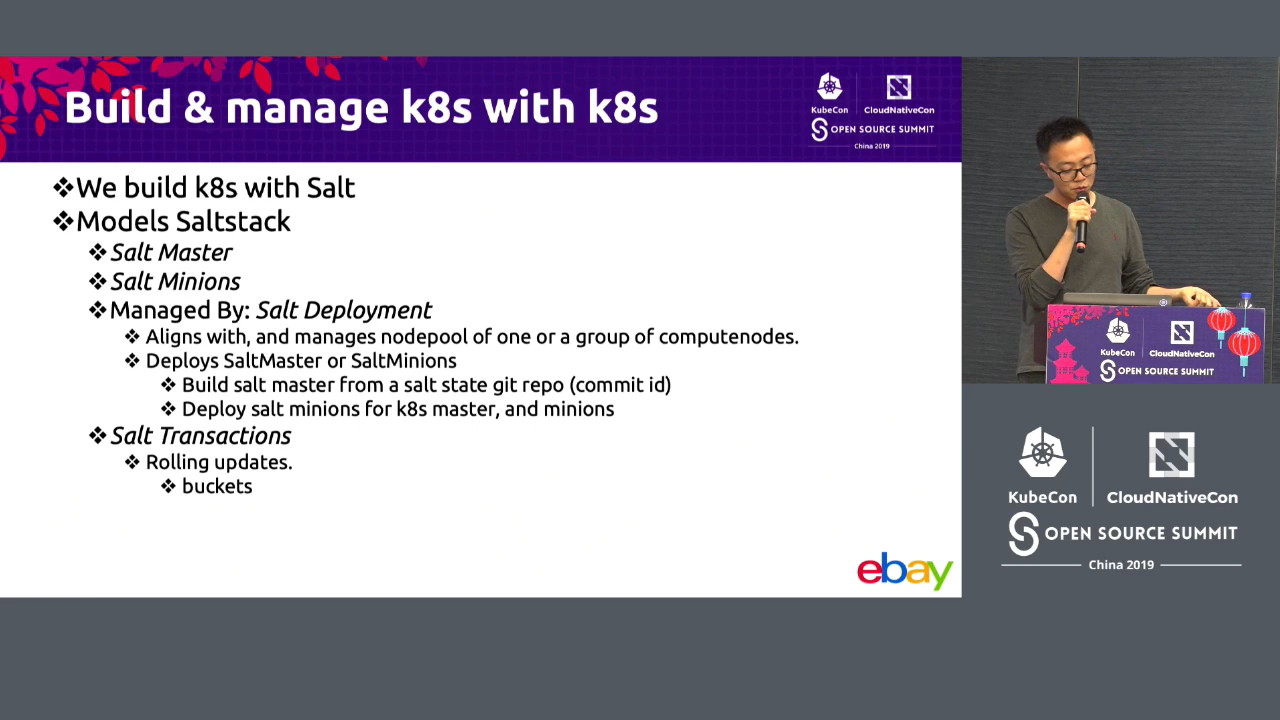 Build & manage k8s with k8s
KubeCon
CloudNativeCon
OPEN SOURCE SUMMIT
China 2019
❖We build k8s with Salt
❖Models Saltstack
❖Salt Master
❖Salt Minions
❖Managed By: Salt Deployment
❖Aligns with, and manages nodepool of one or a group of computenodes.
❖Deploys SaltMaster or SaltMinions
❖Build salt master from a salt state git repo (commit id)
❖Deploy salt minions for k8s master, and minions
❖Salt Transactions
❖Rolling updates.
❖buckets
ebay
KubeCon
CloudNativeCon
OPEN SOURCE SUMMIT
KubeCon
CloudNativeCon
OPEN SOURCE SUMMIT
China 2019